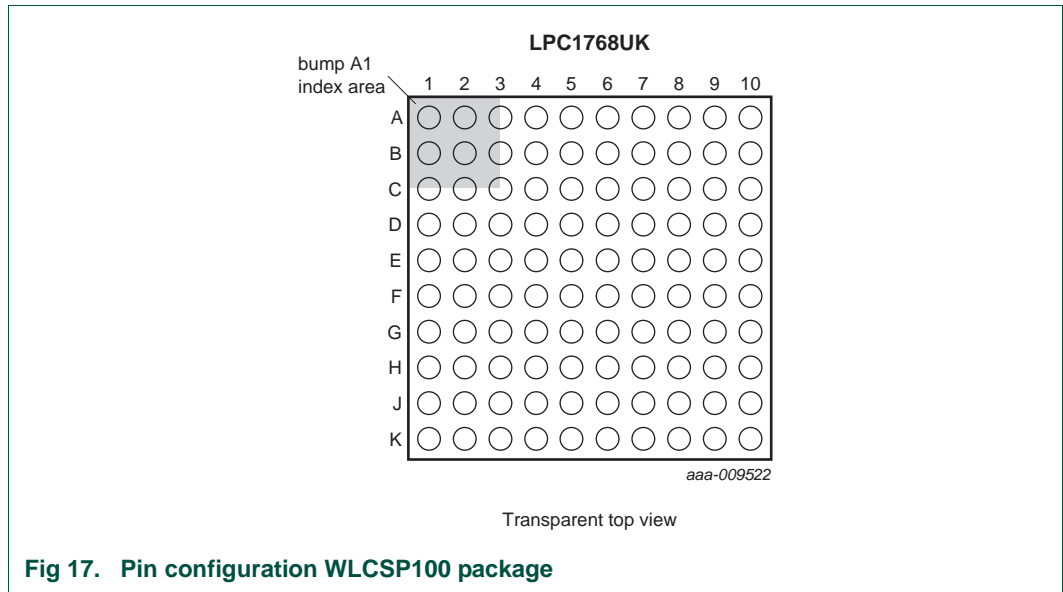 LPC1768UK
bump A1
index area
1 2 3 4 5 6 7 8 9 10
A
B
C
D
E
F
G
H
J
K
aaa-009522
Transparent top view
Fig 17. Pin configuration WLCSP100 package